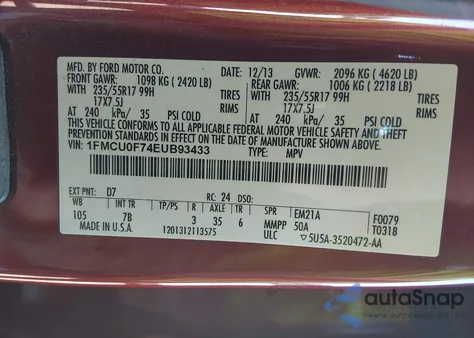 MFD. BY FORD MOTOR CO. 12/13 GVWR: 2096 KG ( 4620 LB)
FRONT GAWR: 1098 KG ( 2420 LB) REAR GAWR: 1006 KG ( 2218 LB)
WITH 235/55R17 99H TIRES WITH 235/55R17 99H TIRES
17X7.5J RIMS 17X7.5J RIMS
AT 240 kPa/ 35 PSI COLD AT 240 kPa/ 35 PSI COLD
THIS VEHICLE CONFORMS TO ALL APPLICABLE FEDERAL MOTOR VEHICLE SAFETY, BUMPER, AND THEFT PREVENTION STANDARDS IN EFFECT ON THE DATE OF MANUFACTURE SHOWN ABOVE.
VIN: 1FMCU0F74EUB93433 TYPE: MPV
EXT PNT: D7 RC: 24 DSO:
WB INT TR TP/PS R AXLE TR SPR EM21A F0079
105 7B 3 35 6 MMPP 50A T0318
MADE IN U.S.A. 1201312113575 ULC 5U5A-3520472-AA
autoSnap